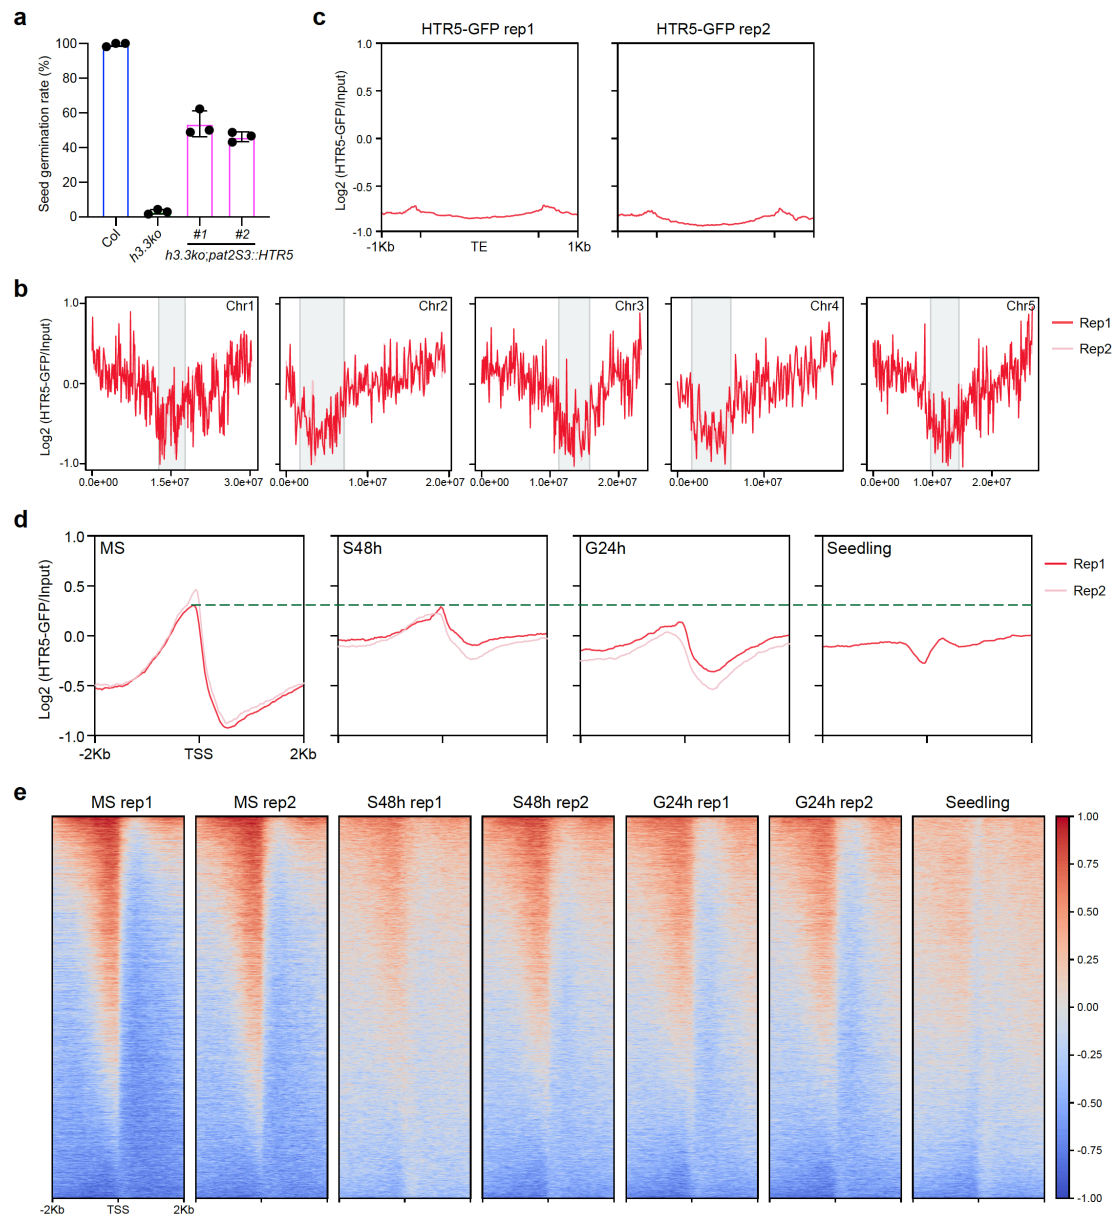 a
Seed germination rate (%)
100
80
60
40
20
0
Col
h3.3ko
#1
#2
h3.3ko;pat2S3::HTR5
c
HTR5-GFP rep1
HTR5-GFP rep2
Log2 (HTR5-GFP/Input)
1.0
0.5
0.0
-0.5
-1.0
-1Kb
TE
1Kb
b
Log2 (HTR5-GFP/Input)
1.0
0.0
-1.0
Chr1
Chr2
Chr3
Chr4
Chr5
0.0e+00 1.5e+07 3.0e+07
0.0e+00 1.0e+07 2.0e+07
0.0e+00 1.0e+07 2.0e+07
0.0e+00 1.0e+07
0.0e+00 2.0e+07
Rep1
Rep2
d
Log2 (HTR5-GFP/Input)
1.0
0.5
0.0
-0.5
-1.0
MS
S48h
G24h
Seedling
-2Kb
TSS
2Kb
Rep1
Rep2
e
MS rep1
MS rep2
S48h rep1
S48h rep2
G24h rep1
G24h rep2
Seedling
-2Kb
TSS
2Kb
1.00
0.75
0.50
0.25
0.00
-0.25
-0.50
-0.75
-1.00